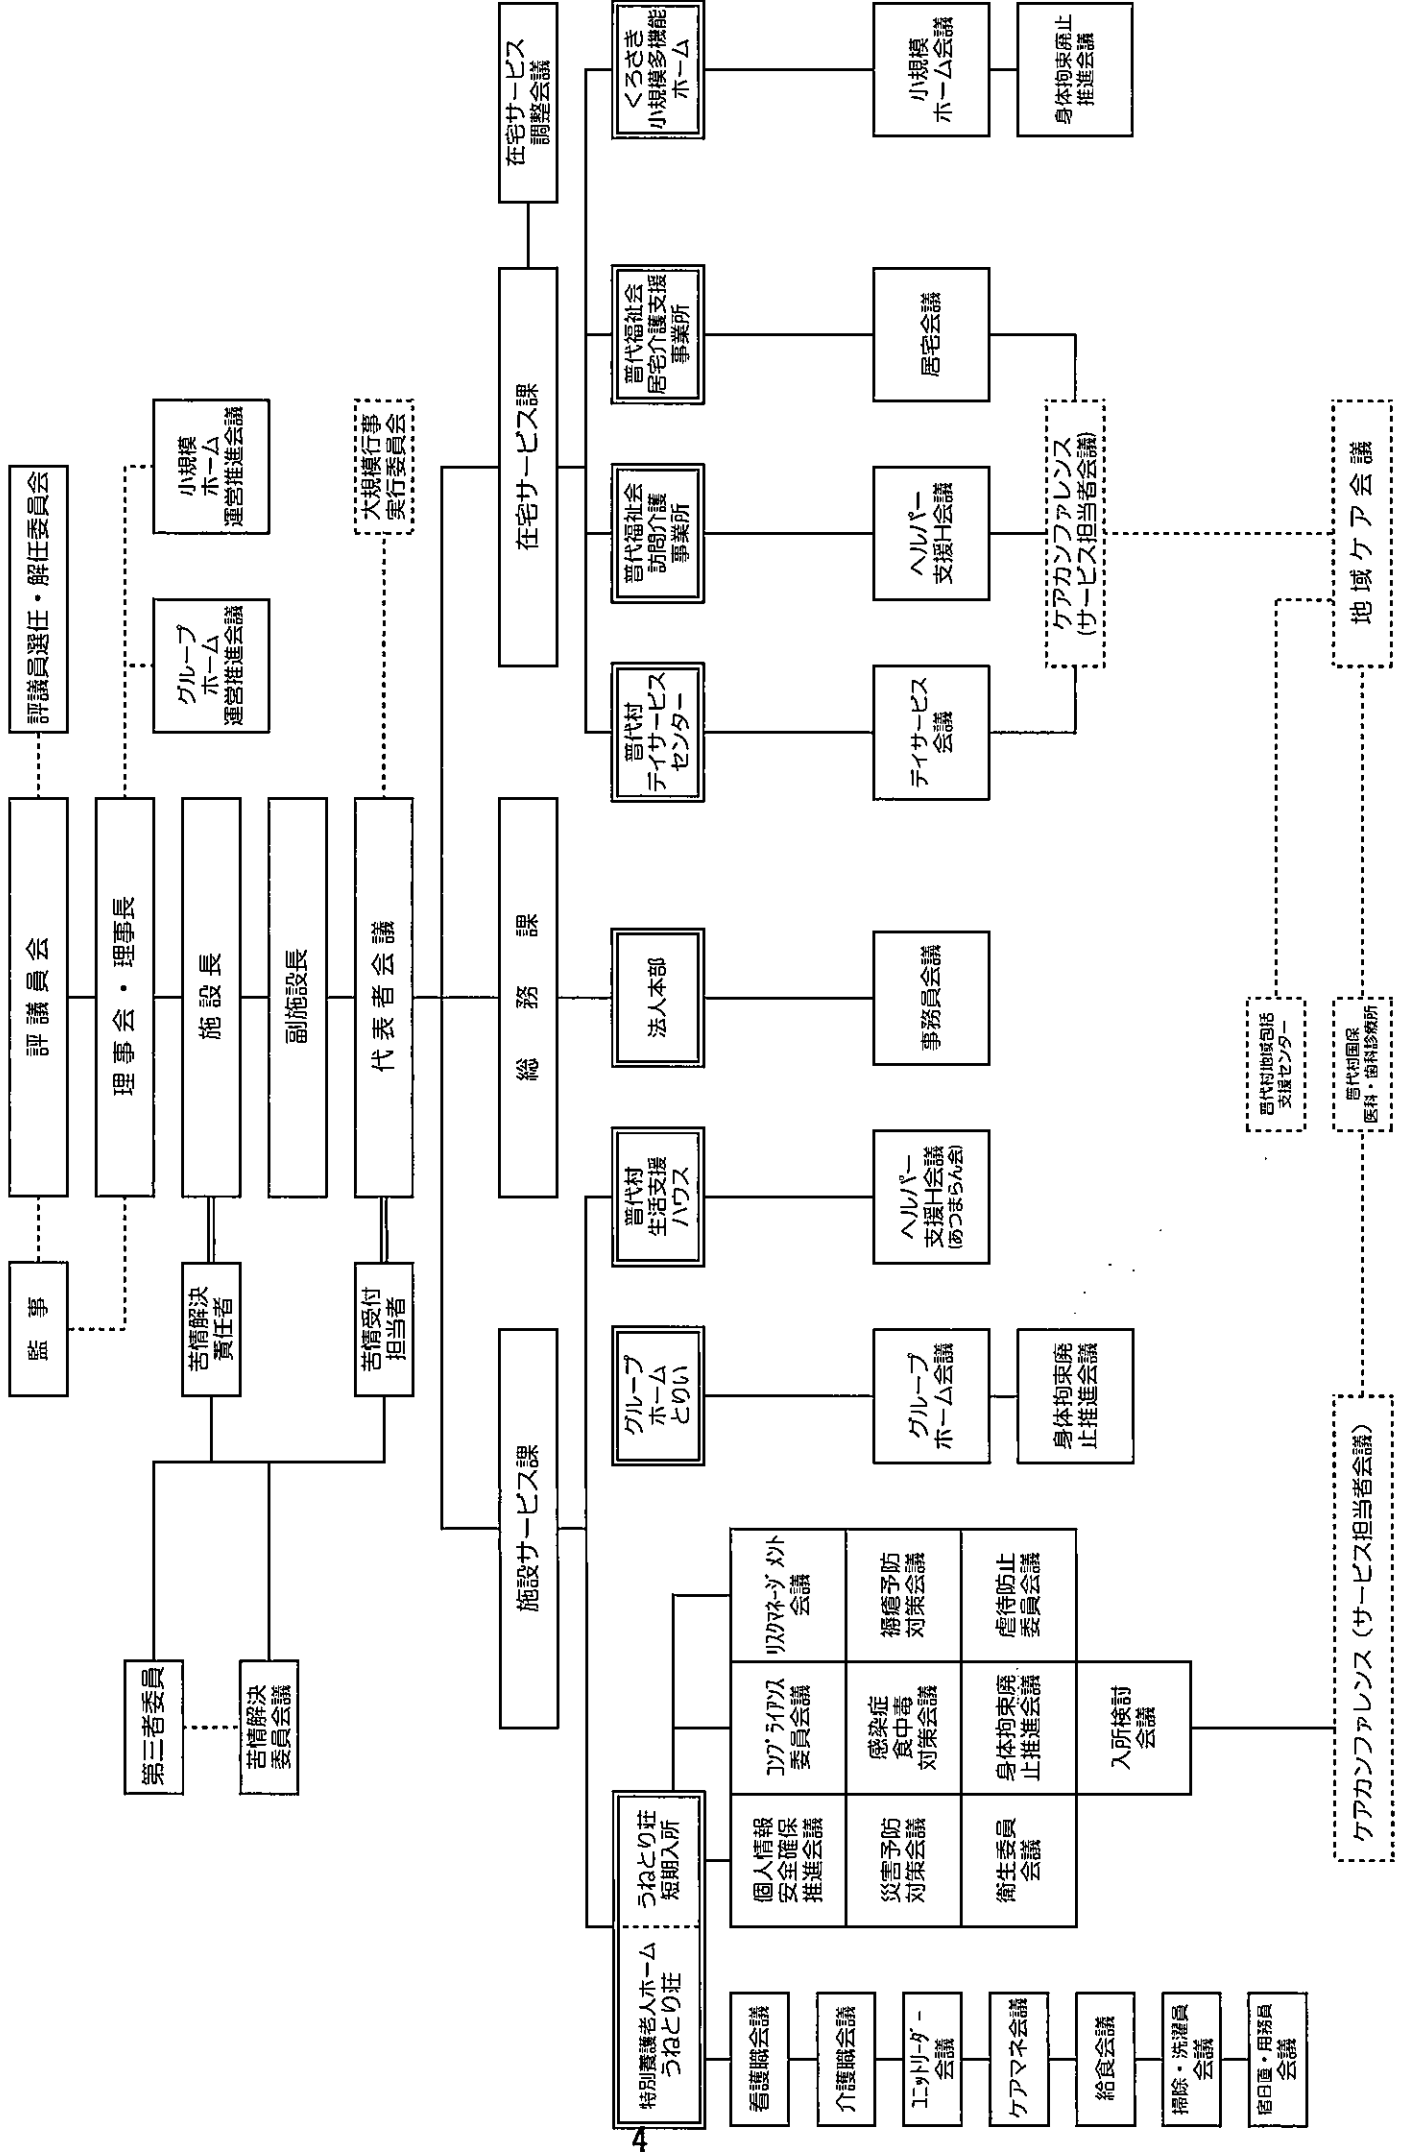 評議員会
監事
評議員選任・解任委員会
理事会・理事長
グループ
ホーム
運営推進会議
小規模
ホーム
運営推進会議
施設長
副施設長
代表者会議
大規模行事
実行委員会
苦情解決
責任者
苦情受付
担当者
第三者委員
苦情解決
委員会議
施設サービス課
総務課
在宅サービス課
在宅サービス
調整会議
特別養護老人ホーム
うねとり荘
うねとり荘
短期入所
グループ
ホーム
とりい
普代村
生活支援
ハウス
法人本部
普代村
デイサービス
センター
普代福祉会
訪問介護
事業所
普代福祉会
居宅介護支援
事業所
くろさき
小規模多機能
ホーム
看護職会議
介護職会議
ユニットリーダー
会議
ケアマネ会議
給食会議
掃除・洗濯員
会議
宿日直・用務員
会議
個人情報
安全確保
推進会議
コンプライアンス
委員会議
リスクマネージメント
会議
災害予防
対策会議
感染症
食中毒
対策会議
褥瘡予防
対策会議
衛生委員
会議
身体拘束廃
止推進会議
虐待防止
委員会議
入所検討
会議
グループ
ホーム会議
身体拘束廃
止推進会議
ヘルパー
支援H会議
(あつまらん会)
事務員会議
デイサービス
会議
ヘルパー
支援H会議
居宅会議
小規模
ホーム会議
身体拘束廃止
推進会議
ケアカンファレンス
(サービス担当者会議)
普代村地域包括
支援センター
ケアカンファレンス（サービス担当者会議）
普代村国保
医科・歯科診療所
地域ケア会議
4